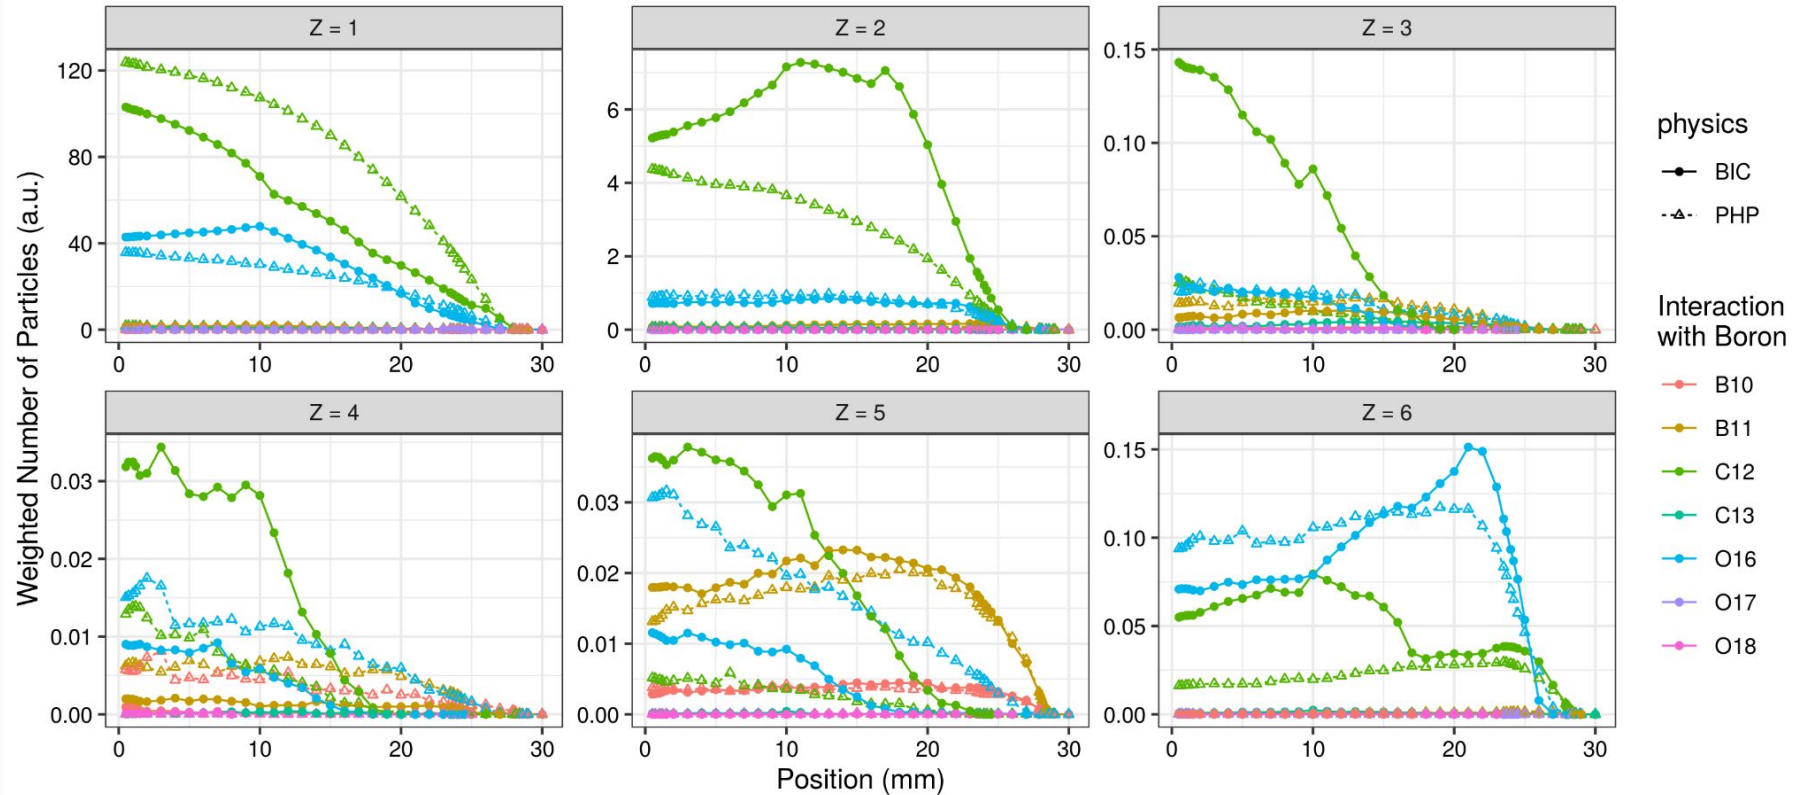 Z = 1
Z = 2
Z = 3
120
80
40
0
6
4
2
0
0.15
0.10
0.05
0.00
0 10 20 30
0 10 20 30
0 10 20 30
Z = 4
Z = 5
Z = 6
0.03
0.02
0.01
0.00
0.03
0.02
0.01
0.00
0.15
0.10
0.05
0.00
0 10 20 30
0 10 20 30
0 10 20 30
Weighted Number of Particles (a.u.)
Position (mm)
physics
BIC
PHP
Interaction
with Boron
B10
B11
C12
C13
O16
O17
O18